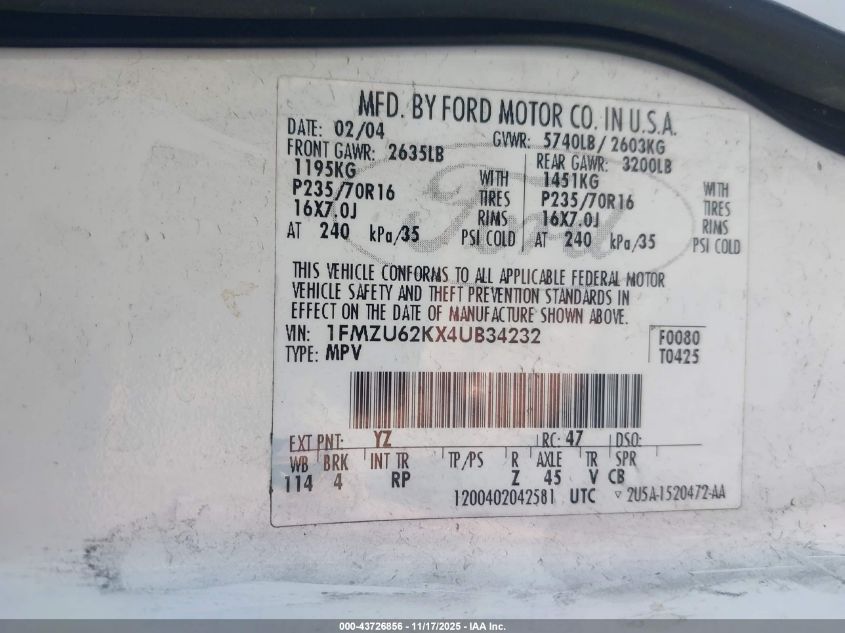 MFD. BY FORD MOTOR CO. IN U.S.A.
DATE: 02/04 GVWR: 5740LB / 2603KG
FRONT GAWR: 2635LB REAR GAWR: 3200LB
1195KG WITH 1451KG WITH
P235/70R16 TIRES P235/70R16 TIRES
16X7.0J RIMS 16X7.0J RIMS
AT 240 kPa/35 PSI COLD AT 240 kPa/35 PSI COLD
Ford
THIS VEHICLE CONFORMS TO ALL APPLICABLE FEDERAL MOTOR
VEHICLE SAFETY AND THEFT PREVENTION STANDARDS IN
EFFECT ON THE DATE OF MANUFACTURE SHOWN ABOVE.
VIN: 1FMZU62KX4UB34232 F0080
TYPE: MPV T0425
EXT PNT: YZ RC: 47 DSO:
WB BRK INT TR TP/PS R AXLE TR SPR
114 4 RP Z 45 V CB
1200402042581 UTC ▽ 2U5A-1520472-AA
000-43726856 - 11/17/2025 - IAA Inc.